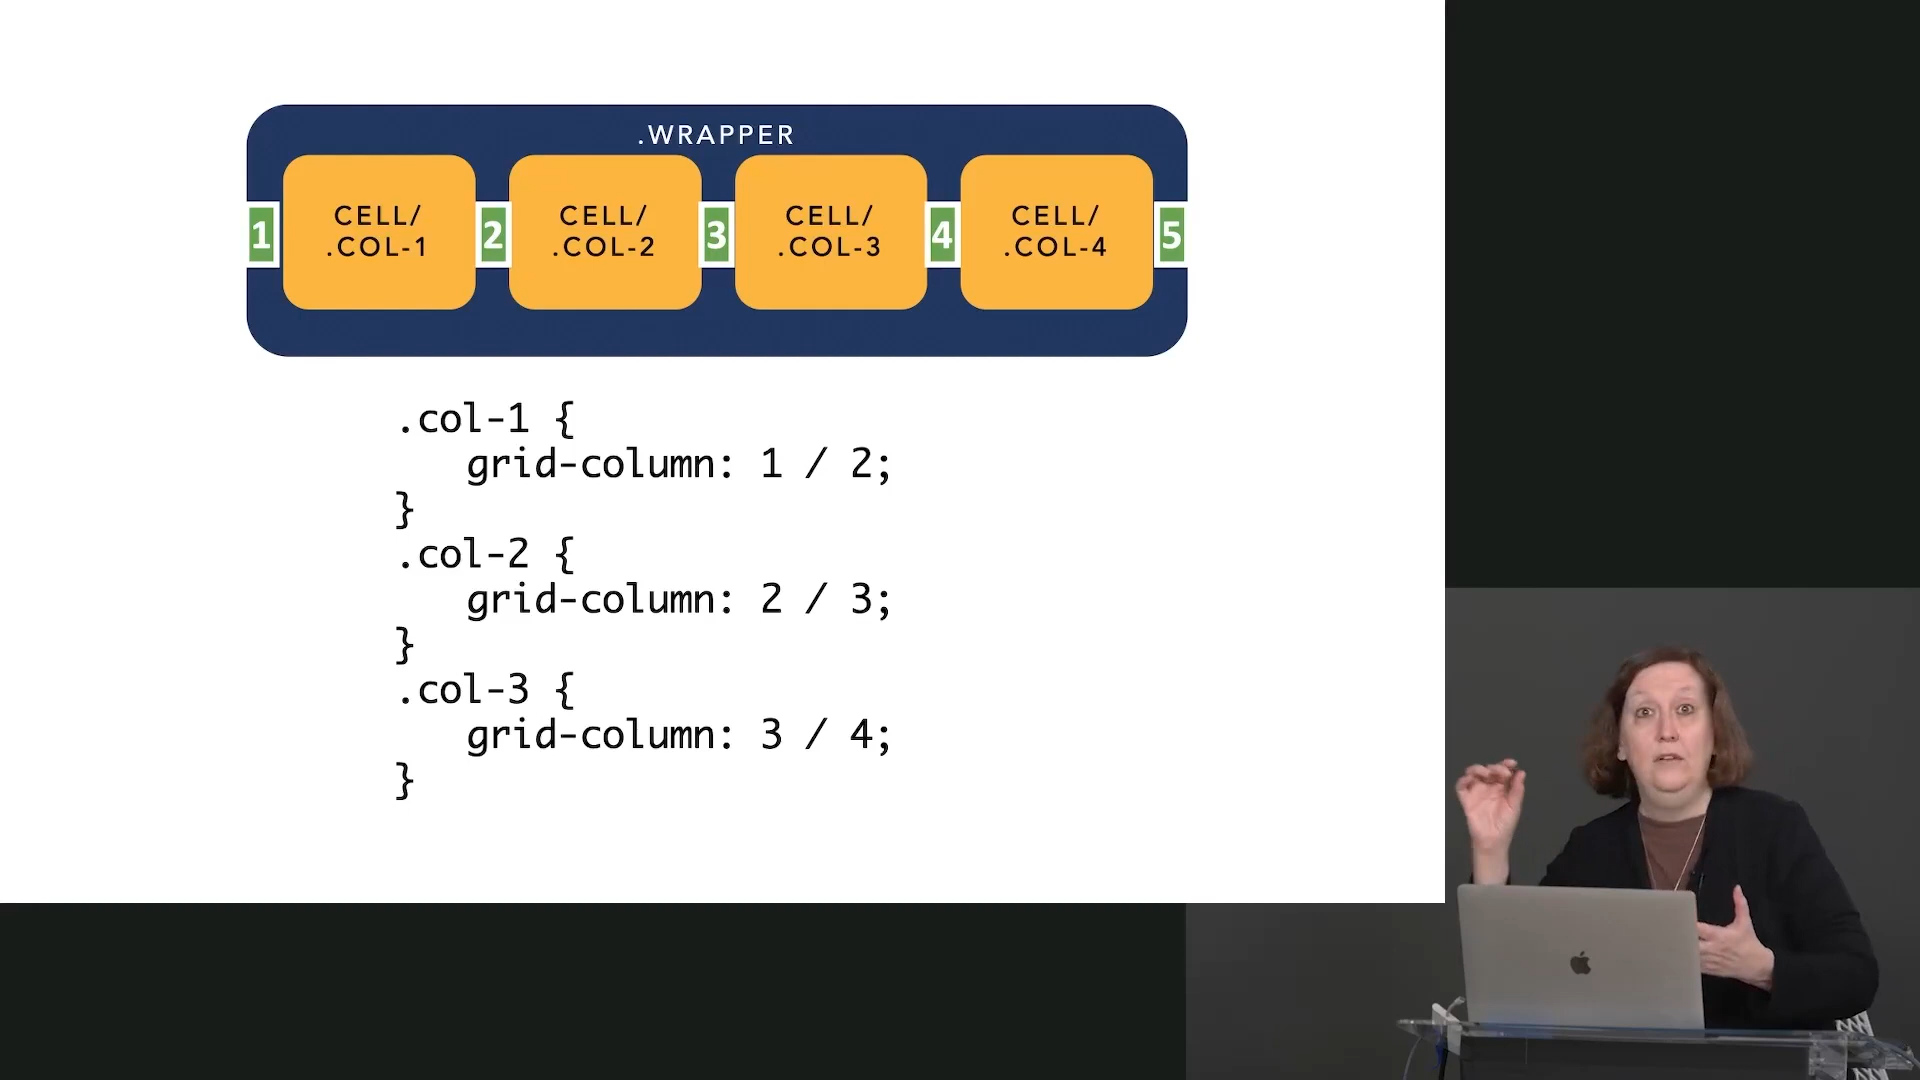 .WRAPPER
1
CELL/
.COL-1
2
CELL/
.COL-2
3
CELL/
.COL-3
4
CELL/
.COL-4
5
.col-1 {
grid-column: 1 / 2;
}
.col-2 {
grid-column: 2 / 3;
}
.col-3 {
grid-column: 3 / 4;
}